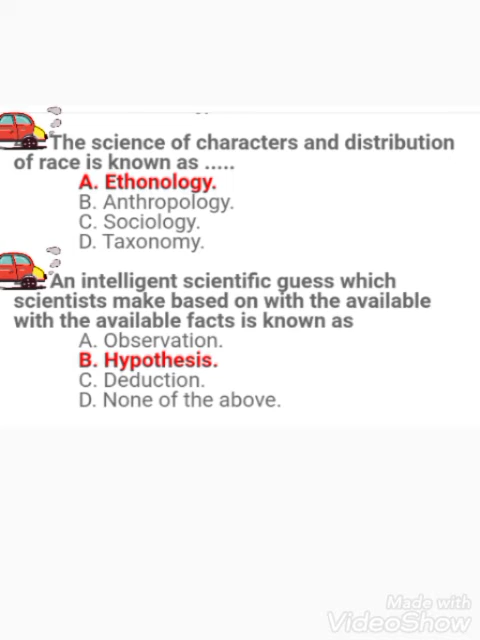 The science of characters and distribution
of race is known as .....
A. Ethonology.
B. Anthropology.
C. Sociology.
D. Taxonomy.
An intelligent scientific guess which
scientists make based on with the available
with the available facts is known as
A. Observation.
B. Hypothesis.
C. Deduction.
D. None of the above.
Made with
VideoShow